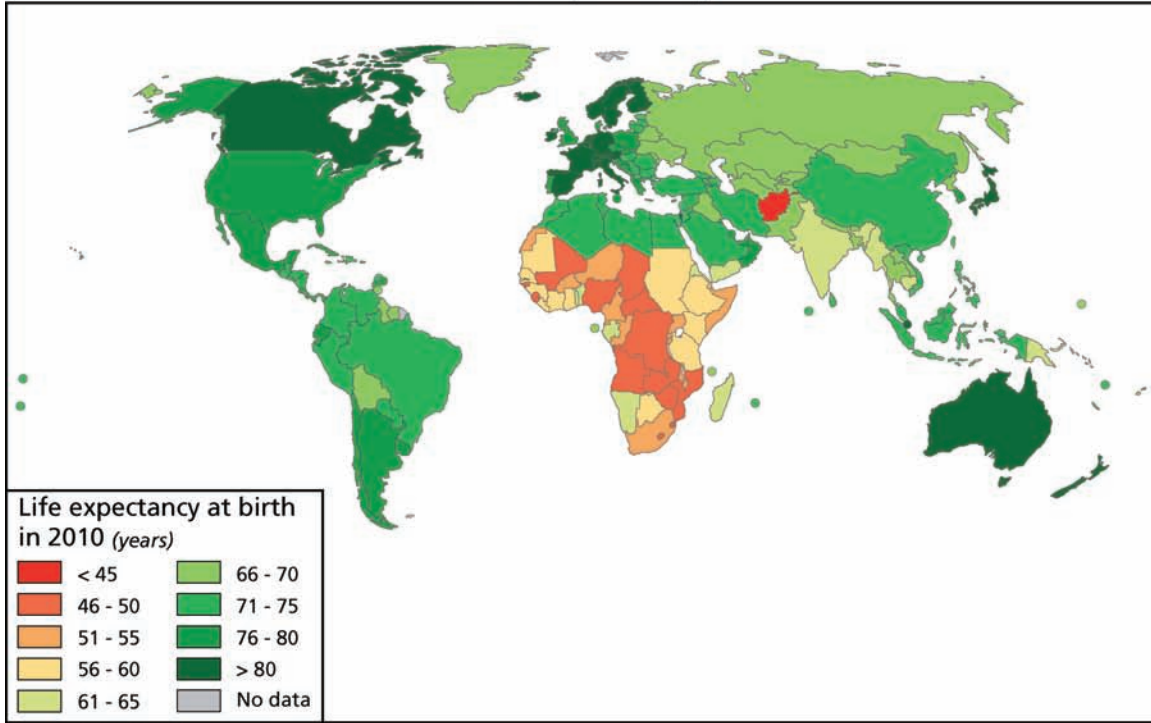 Life expectancy at birth
in 2010 (years)
< 45
46 - 50
51 - 55
56 - 60
61 - 65
66 - 70
71 - 75
76 - 80
> 80
No data